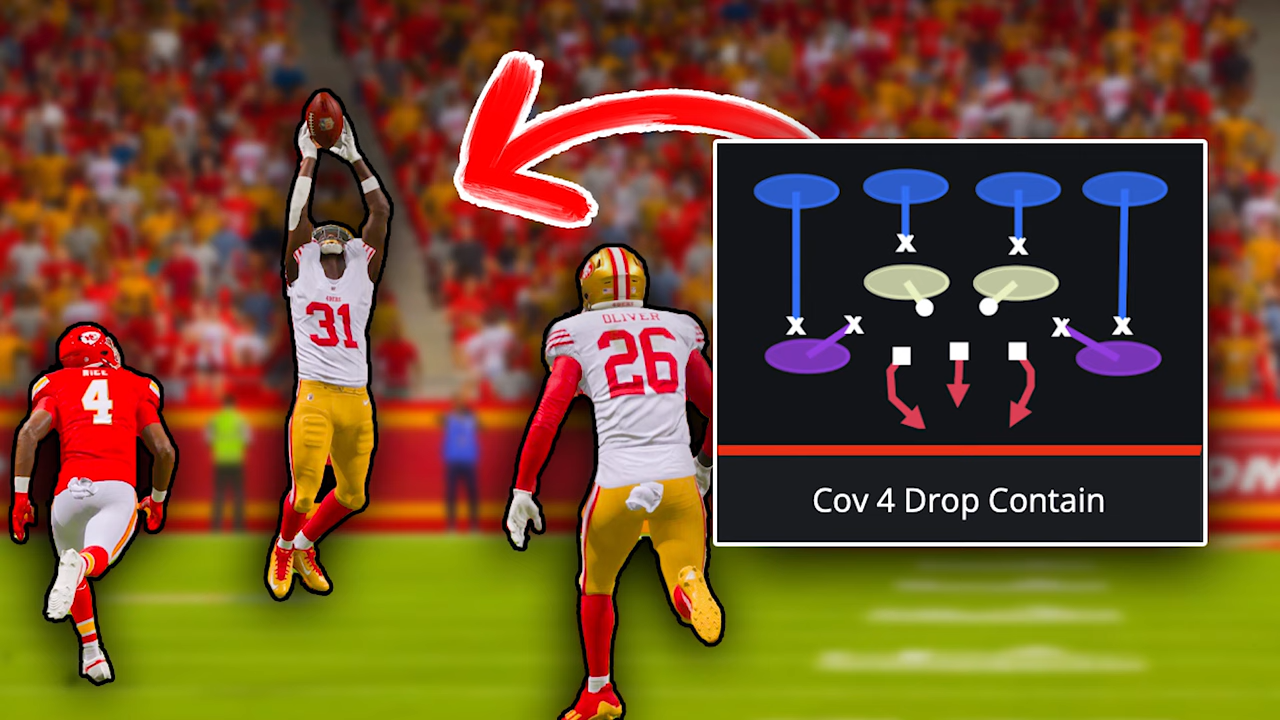 31
OLIVER
26
RICE
4
X X
X X X X
Cov 4 Drop Contain